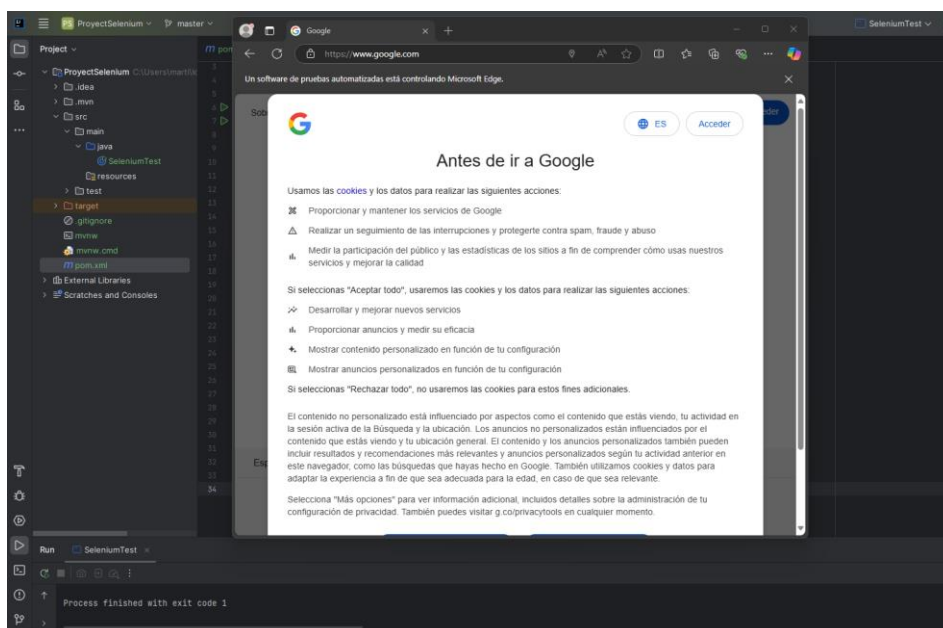 ProyectSelenium
master
SeleniumTest
Project
ProyectSelenium
.idea
.mvn
src
main
java
SeleniumTest
resources
test
target
.gitignore
mvnw
mvnw.cmd
pom.xml
External Libraries
Scratches and Consoles
Google
https://www.google.com
Un software de pruebas automatizadas está controlando Microsoft Edge.
ES
Acceder
Antes de ir a Google
Usamos las cookies y los datos para realizar las siguientes acciones:
Proporcionar y mantener los servicios de Google
Realizar un seguimiento de las interrupciones y protegerte contra spam, fraude y abuso
Medir la participación del público y las estadísticas de los sitios a fin de comprender cómo usas nuestros
servicios y mejorar la calidad
Si seleccionas "Aceptar todo", usaremos las cookies y los datos para realizar las siguientes acciones:
Desarrollar y mejorar nuevos servicios
Proporcionar anuncios y medir su eficacia
Mostrar contenido personalizado en función de tu configuración
Mostrar anuncios personalizados en función de tu configuración
Si seleccionas "Rechazar todo", no usaremos las cookies para estos fines adicionales.
El contenido no personalizado está influenciado por aspectos como el contenido que estás viendo, tu actividad en
la sesión activa de la Búsqueda y la ubicación. Los anuncios no personalizados están influenciados por el
contenido que estás viendo y tu ubicación general. El contenido y los anuncios personalizados también pueden
incluir resultados y recomendaciones más relevantes y anuncios personalizados según tu actividad anterior en
este navegador, como las búsquedas que hayas hecho en Google. También utilizamos cookies y datos para
adaptar la experiencia a fin de que sea adecuada para la edad, en caso de que sea relevante.
Selecciona "Más opciones" para ver información adicional, incluidos detalles sobre la administración de tu
configuración de privacidad. También puedes visitar g.co/privacytools en cualquier momento.
34
Run
SeleniumTest
Process finished with exit code 1